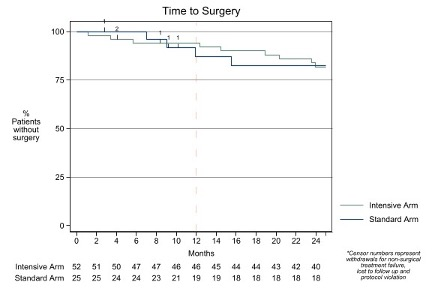 Time to Surgery
1
2
1
1
1
100
75
50
25
0
%
Patients
without
surgery
0 2 4 6 8 10 12 14 16 18 20 22 24
Months
Intensive Arm 52 51 50 47 47 46 46 45 44 44 43 42 40
Standard Arm 25 25 24 24 23 21 19 19 18 18 18 18 18
Intensive Arm
Standard Arm
*Censor numbers represent
withdrawals for non-surgical
treatment failure,
lost to follow up and
protocol violation